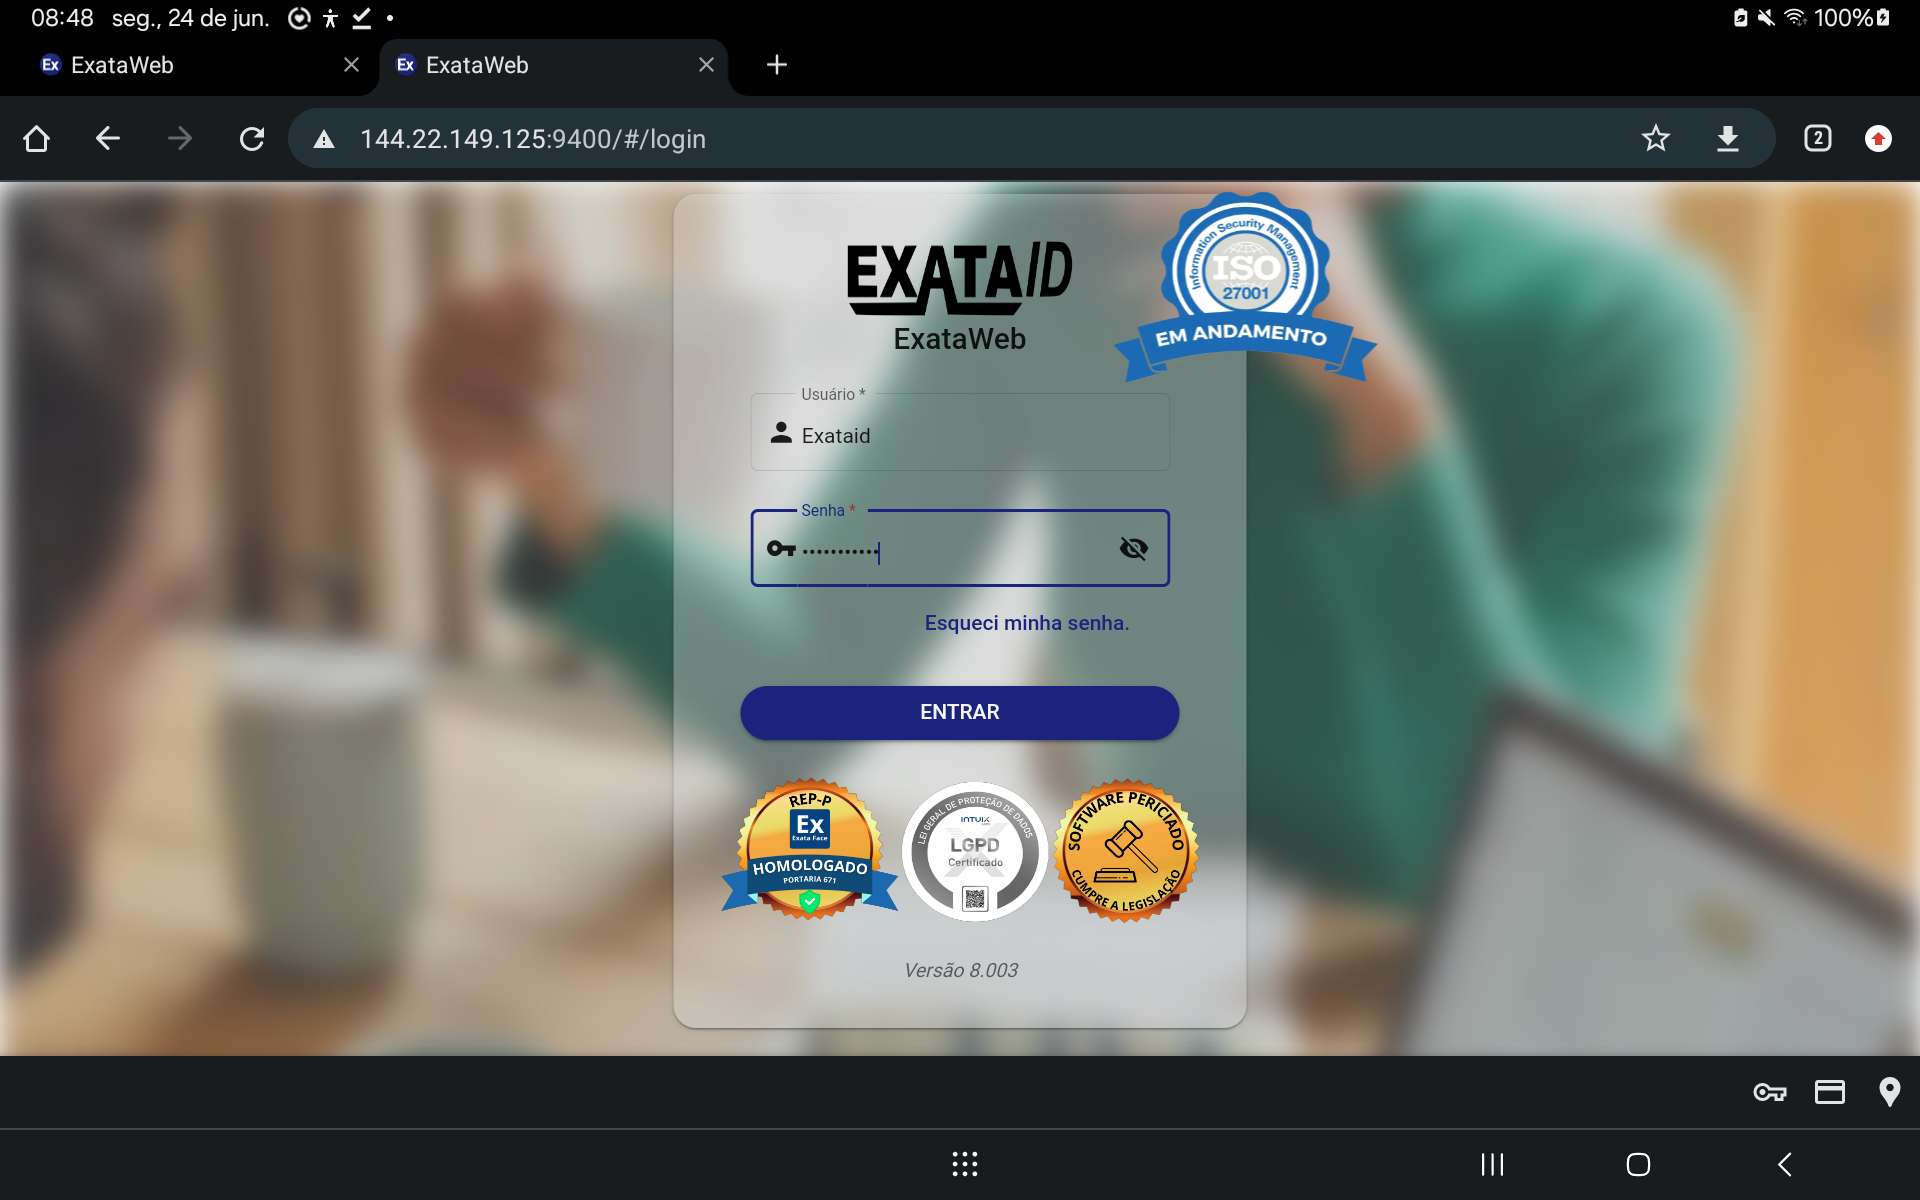 08:48 seg., 24 de jun. 100%
Ex ExataWeb
Ex ExataWeb
144.22.149.125:9400/#/login
2
EXATAID
ExataWeb
Information Security Management
ISO
27001
EM ANDAMENTO
Usuário *
Exataid
Senha *
•••••••••••
Esqueci minha senha.
ENTRAR
REP-P
Ex
Exata Face
HOMOLOGADO
PORTARIA 671
LEI GERAL DE PROTEÇÃO DE DADOS
INTUIX
LGPD
Certificado
SOFTWARE PERICIADO
CUMPRE A LEGISLAÇÃO
Versão 8.003